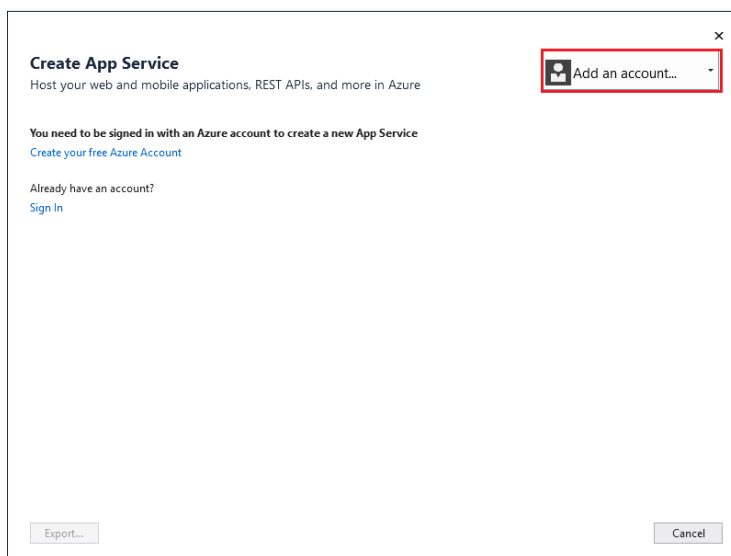 Create App Service
Host your web and mobile applications, REST APIs, and more in Azure
Add an account...
You need to be signed in with an Azure account to create a new App Service
Create your free Azure Account
Already have an account?
Sign In
Export...
Cancel